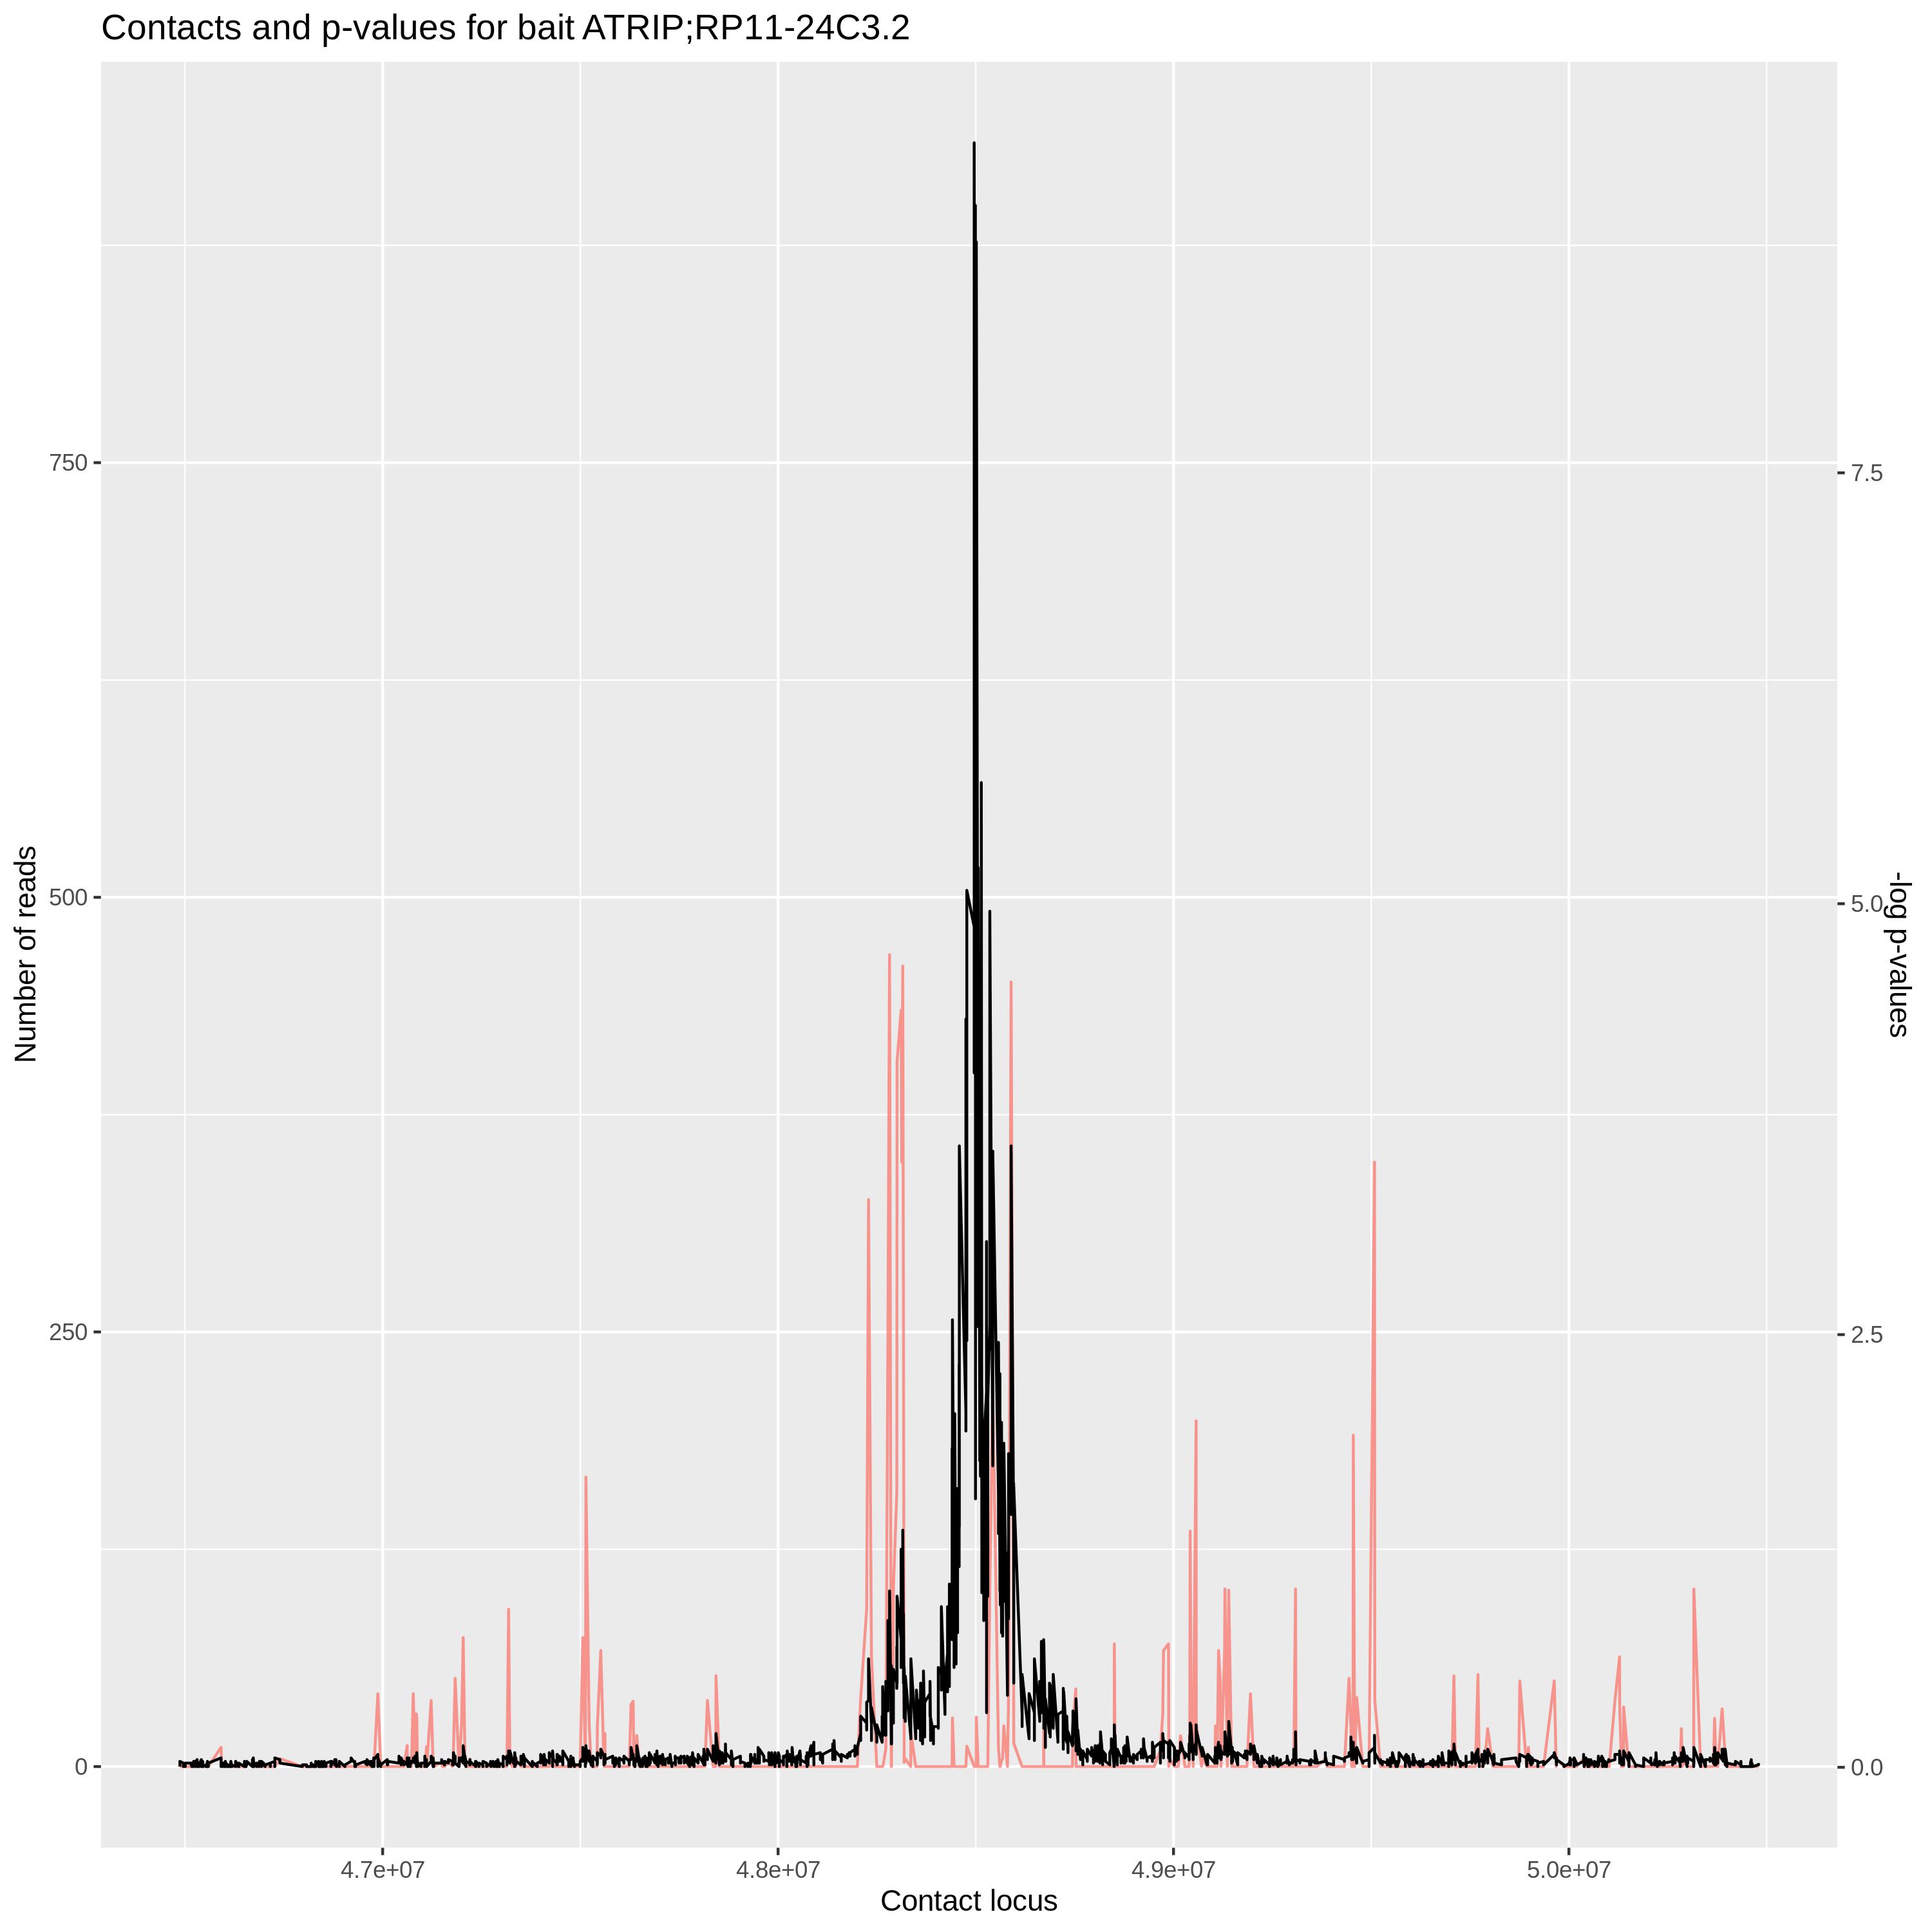 Contacts and p-values for bait ATRIP;RP11-24C3.2
Number of reads
750
500
250
0
7.5
5.0
2.5
0.0
-log p-values
4.7e+07 4.8e+07 4.9e+07 5.0e+07
Contact locus